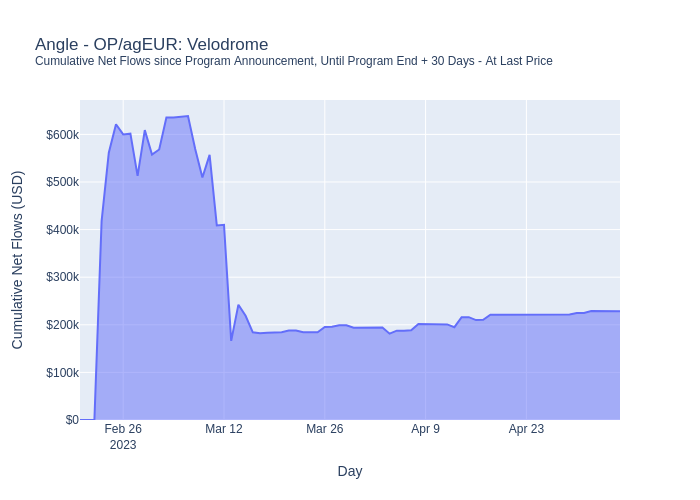 Angle - OP/agEUR: Velodrome
Cumulative Net Flows since Program Announcement, Until Program End + 30 Days - At Last Price
Cumulative Net Flows (USD)
$600k
$500k
$400k
$300k
$200k
$100k
$0
Feb 26
2023
Mar 12
Mar 26
Apr 9
Apr 23
Day